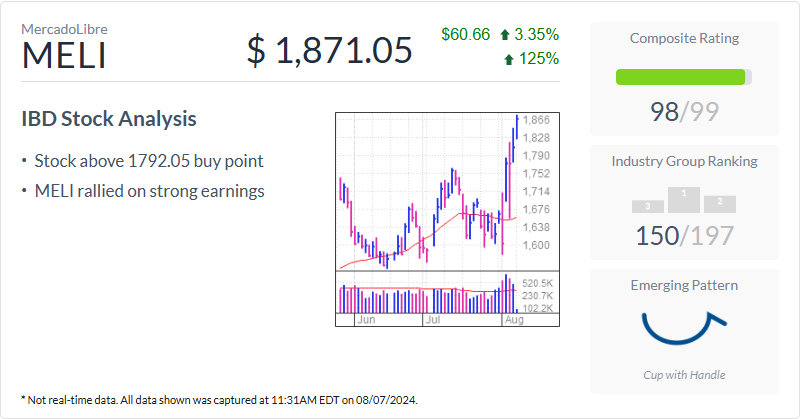 MercadoLibre
MELI
$ 1,871.05
$60.66 3.35%
125%
IBD Stock Analysis
• Stock above 1792.05 buy point
• MELI rallied on strong earnings
1,866
1,828
1,790
1,752
1,714
1,676
1,638
1,600
520.5K
230.7K
102.2K
Jun Jul Aug
Composite Rating
98/99
Industry Group Ranking
3 1 2
150/197
Emerging Pattern
Cup with Handle
* Not real-time data. All data shown was captured at 11:31AM EDT on 08/07/2024.